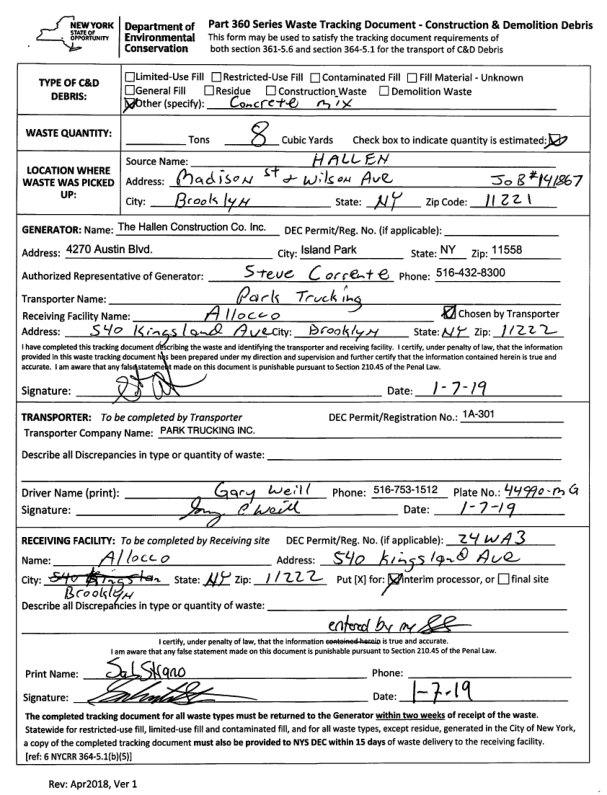 NEW YORK STATE OF OPPORTUNITY
Department of Environmental Conservation
Part 360 Series Waste Tracking Document - Construction & Demolition Debris
This form may be used to satisfy the tracking document requirements of
both section 361-5.6 and section 364-5.1 for the transport of C&D Debris
TYPE OF C&D DEBRIS:
☐Limited-Use Fill ☐Restricted-Use Fill ☐Contaminated Fill ☐Fill Material - Unknown
☐General Fill ☐Residue ☐Construction Waste ☐Demolition Waste
☒Other (specify): Concrete mix
WASTE QUANTITY: Tons 8 Cubic Yards Check box to indicate quantity is estimated: ☒
LOCATION WHERE WASTE WAS PICKED UP:
Source Name: HALLEN
Address: Madison St & Wilson Ave JOB #141867
City: Brooklyn State: NY Zip Code: 11221
GENERATOR: Name: The Hallen Construction Co. Inc. DEC Permit/Reg. No. (if applicable):
Address: 4270 Austin Blvd. City: Island Park State: NY Zip: 11558
Authorized Representative of Generator: Steve Corrente Phone: 516-432-8300
Transporter Name: Park Trucking
Receiving Facility Name: Allocco ☒ Chosen by Transporter
Address: 540 Kingsland Ave City: Brooklyn State: NY Zip: 11222
I have completed this tracking document describing the waste and identifying the transporter and receiving facility. I certify, under penalty of law, that the information
provided in this waste tracking document has been prepared under my direction and supervision and further certify that the information contained herein is true and
accurate. I am aware that any false statement made on this document is punishable pursuant to Section 210.45 of the Penal Law.
Signature: Date: 1-7-19
TRANSPORTER: To be completed by Transporter DEC Permit/Registration No.: 1A-301
Transporter Company Name: PARK TRUCKING INC.
Describe all Discrepancies in type or quantity of waste:
Driver Name (print): Gary Weill Phone: 516-753-1512 Plate No.: 44990-MG
Signature: Gary C Weill Date: 1-7-19
RECEIVING FACILITY: To be completed by Receiving site DEC Permit/Reg. No. (if applicable): 24WA3
Name: Allocco Address: 540 Kingsland Ave
City: 540 Kingslan State: NY Zip: 11222 Put [X] for: ☒interim processor, or ☐final site
Brooklyn
Describe all Discrepancies in type or quantity of waste:
entered by my
I certify, under penalty of law, that the information contained herein is true and accurate.
I am aware that any false statement made on this document is punishable pursuant to Section 210.45 of the Penal Law.
Print Name: Phone:
Signature: Date: 1-7-19
The completed tracking document for all waste types must be returned to the Generator within two weeks of receipt of the waste.
Statewide for restricted-use fill, limited-use fill and contaminated fill, and for all waste types, except residue, generated in the City of New York,
a copy of the completed tracking document must also be provided to NYS DEC within 15 days of waste delivery to the receiving facility.
[ref: 6 NYCRR 364-5.1(b)(5)]
Rev: Apr2018, Ver 1